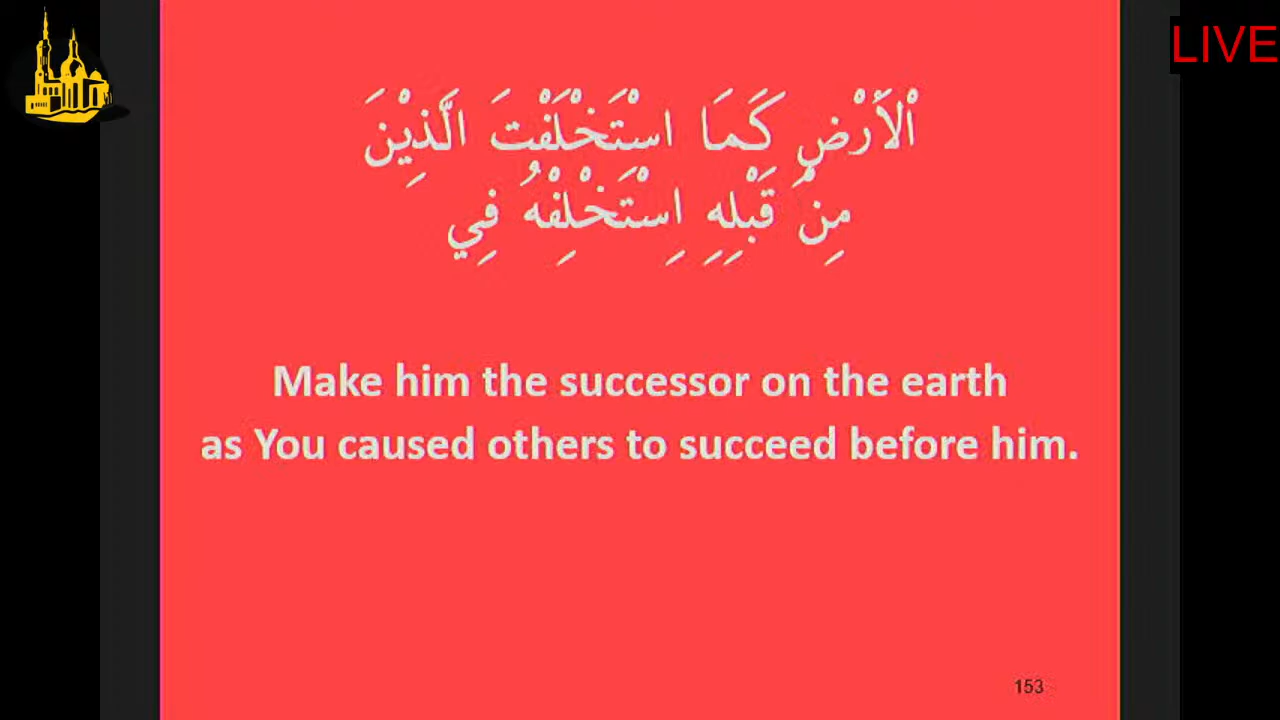 LIVE
اْلأَرْضِ كَمَا اسْتَخْلَفْتَ الَّذِيْنَ
مِنْ قَبْلِهِ اِسْتَخْلِفْهُ فِي
Make him the successor on the earth
as You caused others to succeed before him.
153